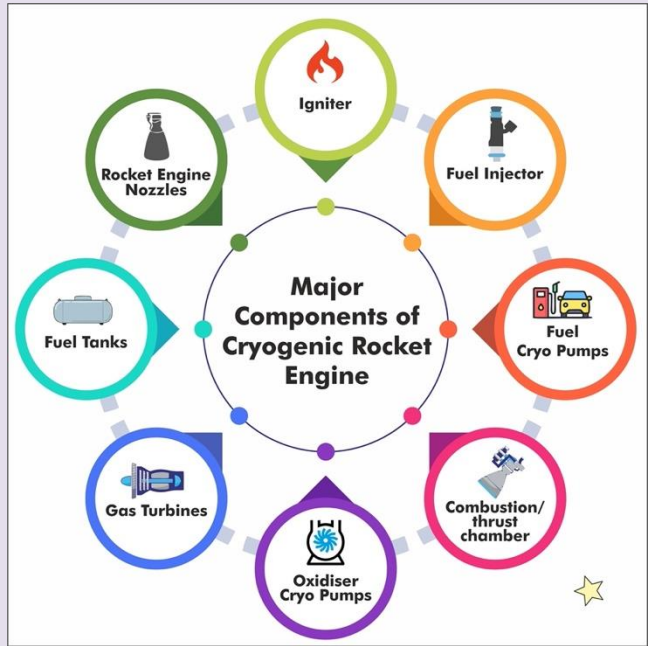 Igniter
Fuel Injector
Fuel
Cryo Pumps
Combustion/
thrust
chamber
Oxidiser
Cryo Pumps
Gas Turbines
Fuel Tanks
Rocket Engine
Nozzles
Major
Components of
Cryogenic Rocket
Engine